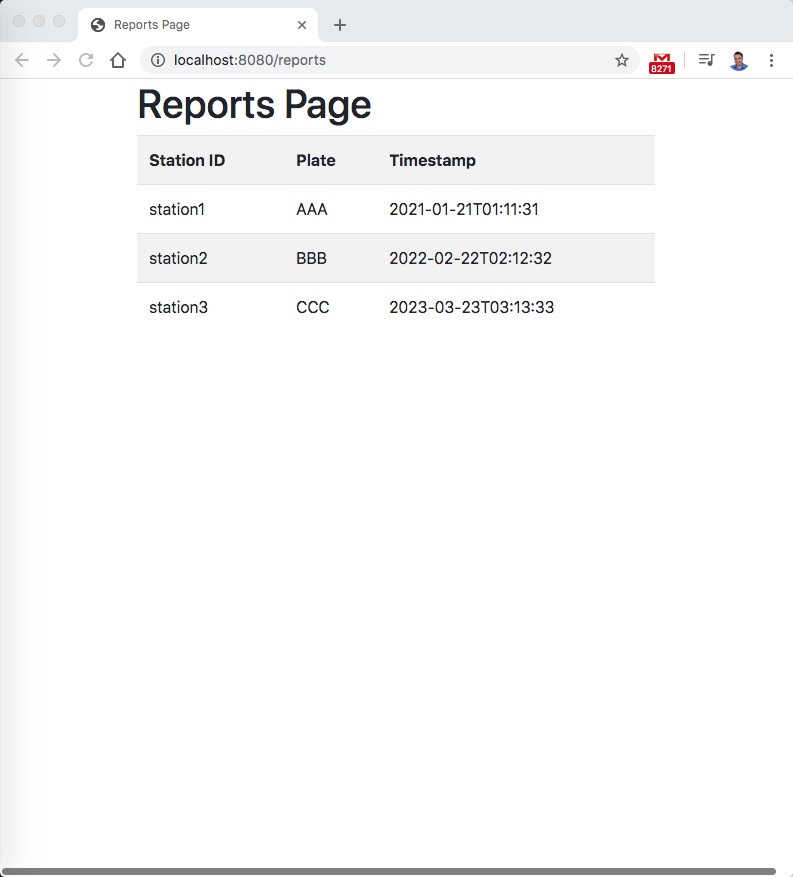 Reports Page
localhost:8080/reports
8271
Reports Page
Station ID Plate Timestamp
station1 AAA 2021-01-21T01:11:31
station2 BBB 2022-02-22T02:12:32
station3 CCC 2023-03-23T03:13:33